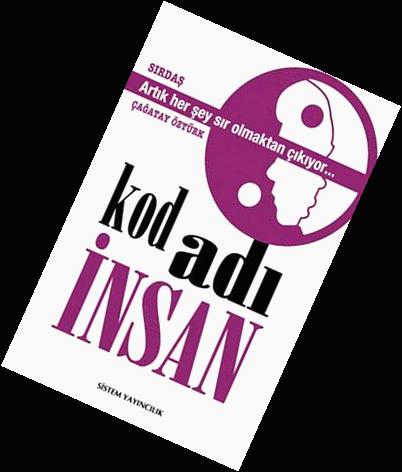 SIRDAŞ
Artık her şey sır olmaktan çıkıyor...
ÇAĞATAY ÖZTÜRK
kod adı
İNSAN
SİSTEM YAYINCILIK